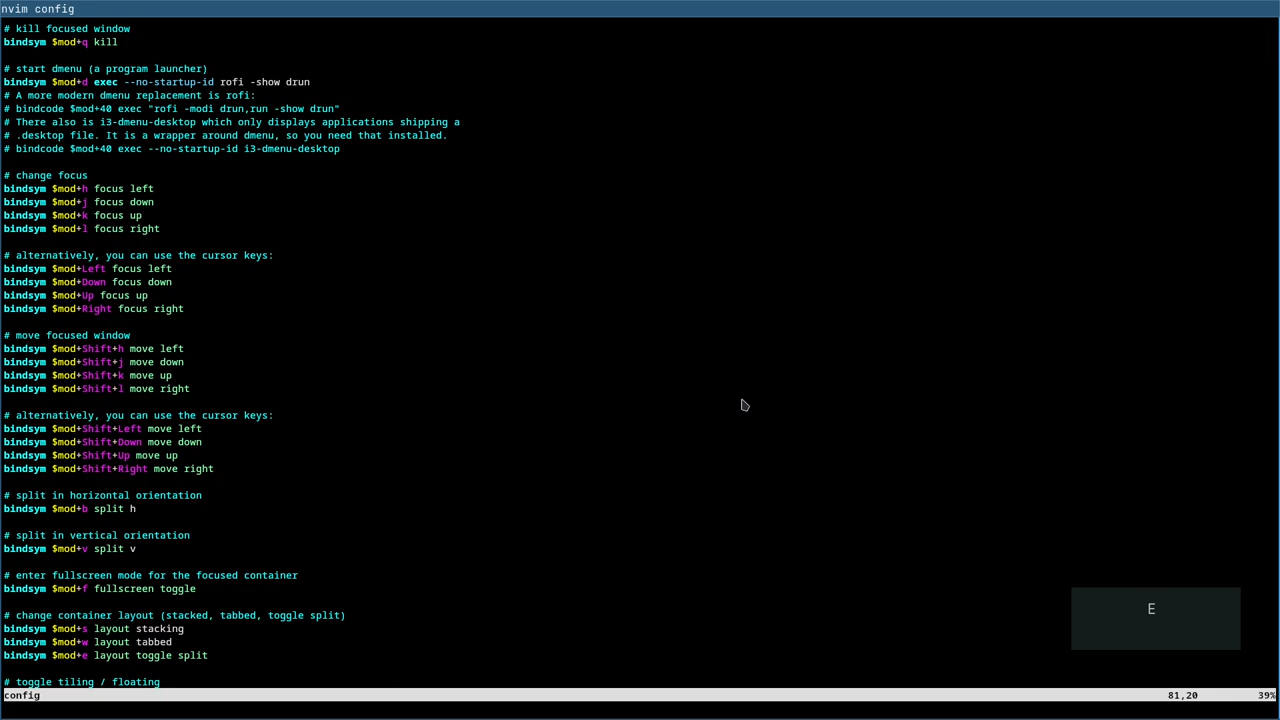 nvim config
# kill focused window
bindsym $mod+q kill
# start dmenu (a program launcher)
bindsym $mod+d exec --no-startup-id rofi -show drun
# A more modern dmenu replacement is rofi:
# bindcode $mod+40 exec "rofi -modi drun,run -show drun"
# There also is i3-dmenu-desktop which only displays applications shipping a
# .desktop file. It is a wrapper around dmenu, so you need that installed.
# bindcode $mod+40 exec --no-startup-id i3-dmenu-desktop
# change focus
bindsym $mod+h focus left
bindsym $mod+j focus down
bindsym $mod+k focus up
bindsym $mod+l focus right
# alternatively, you can use the cursor keys:
bindsym $mod+Left focus left
bindsym $mod+Down focus down
bindsym $mod+Up focus up
bindsym $mod+Right focus right
# move focused window
bindsym $mod+Shift+h move left
bindsym $mod+Shift+j move down
bindsym $mod+Shift+k move up
bindsym $mod+Shift+l move right
# alternatively, you can use the cursor keys:
bindsym $mod+Shift+Left move left
bindsym $mod+Shift+Down move down
bindsym $mod+Shift+Up move up
bindsym $mod+Shift+Right move right
# split in horizontal orientation
bindsym $mod+b split h
# split in vertical orientation
bindsym $mod+v split v
# enter fullscreen mode for the focused container
bindsym $mod+f fullscreen toggle
# change container layout (stacked, tabbed, toggle split)
bindsym $mod+s layout stacking
bindsym $mod+w layout tabbed
bindsym $mod+e layout toggle split
# toggle tiling / floating
E
config 81,20 39%